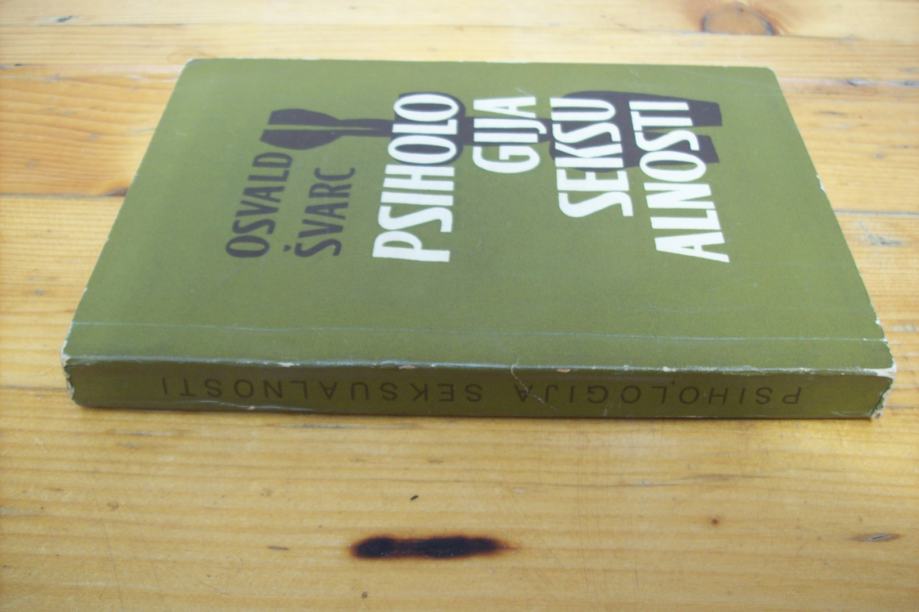 OSVALD
ŠVARC
PSIHOLO
GIJA
SEKSU
ALNOSTI
PSIHOLOGIJA SEKSUALNOSTI